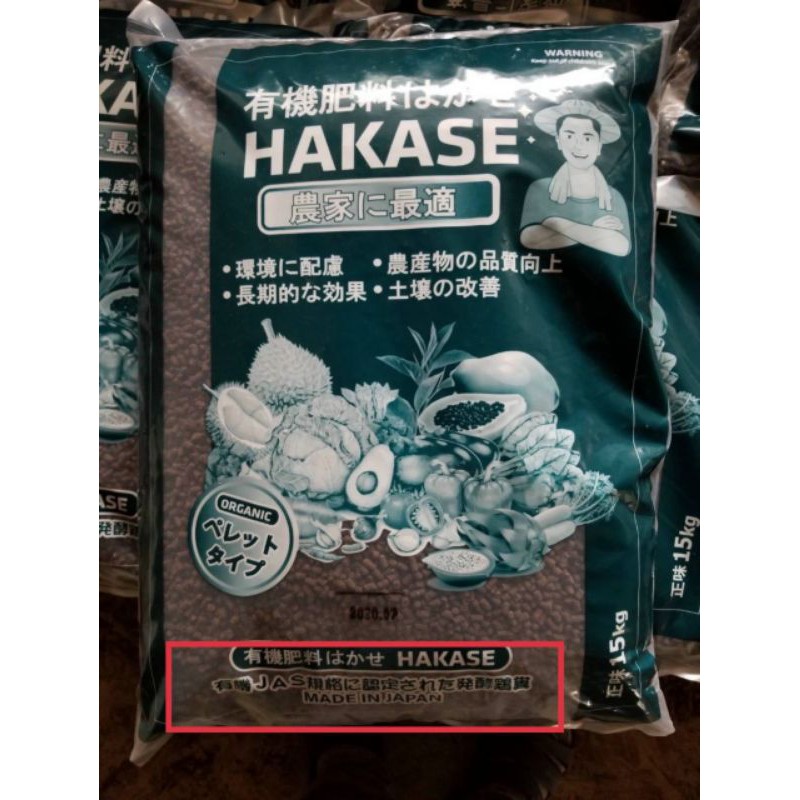 WARNING
有機肥料はかせ
HAKASE
農家に最適
•環境に配慮 •農産物の品質向上
•長期的な効果 •土壌の改善
ORGANIC
ペレット
タイプ
有機肥料はかせ HAKASE
有機JAS規格に認定された発酵鶏糞
MADE IN JAPAN
正味15kg
正味15kg